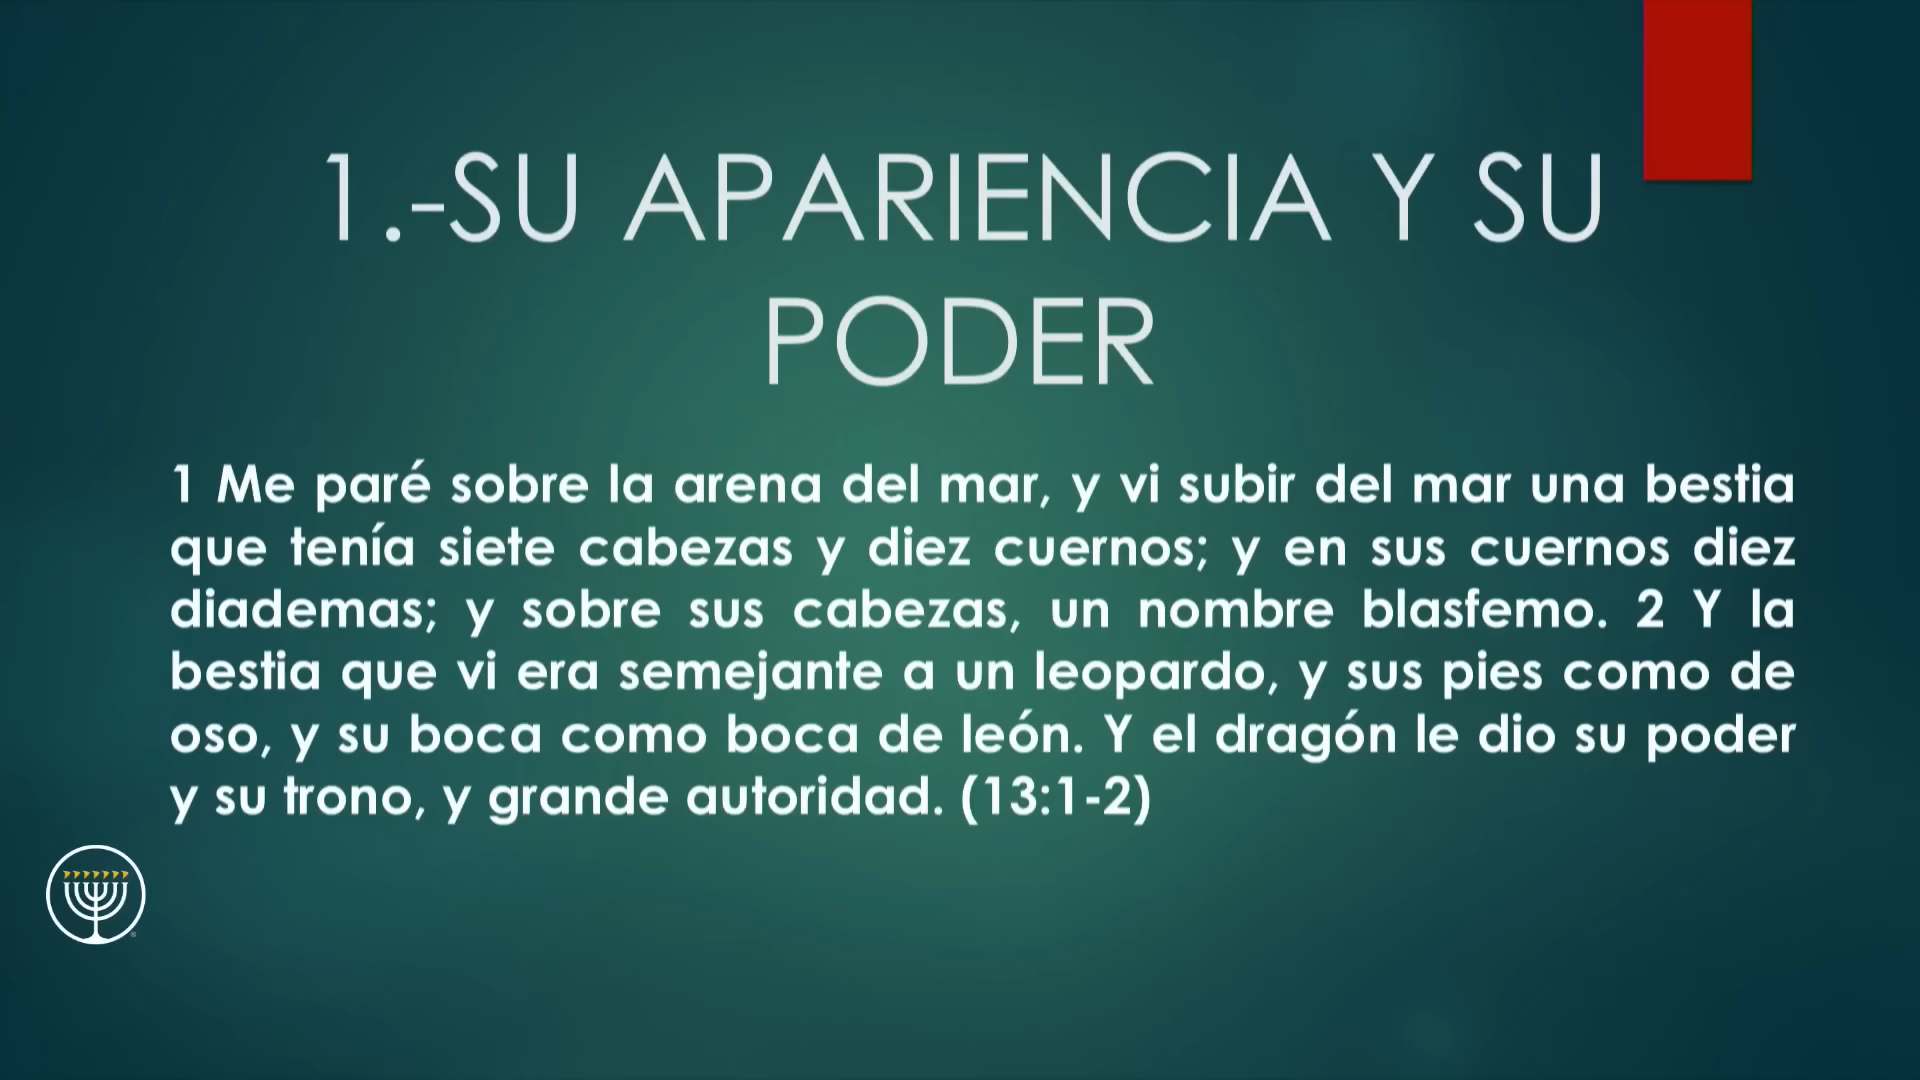 1.-SU APARIENCIA Y SU
PODER
1 Me paré sobre la arena del mar, y vi subir del mar una bestia
que tenía siete cabezas y diez cuernos; y en sus cuernos diez
diademas; y sobre sus cabezas, un nombre blasfemo. 2 Y la
bestia que vi era semejante a un leopardo, y sus pies como de
oso, y su boca como boca de león. Y el dragón le dio su poder
y su trono, y grande autoridad. (13:1-2)